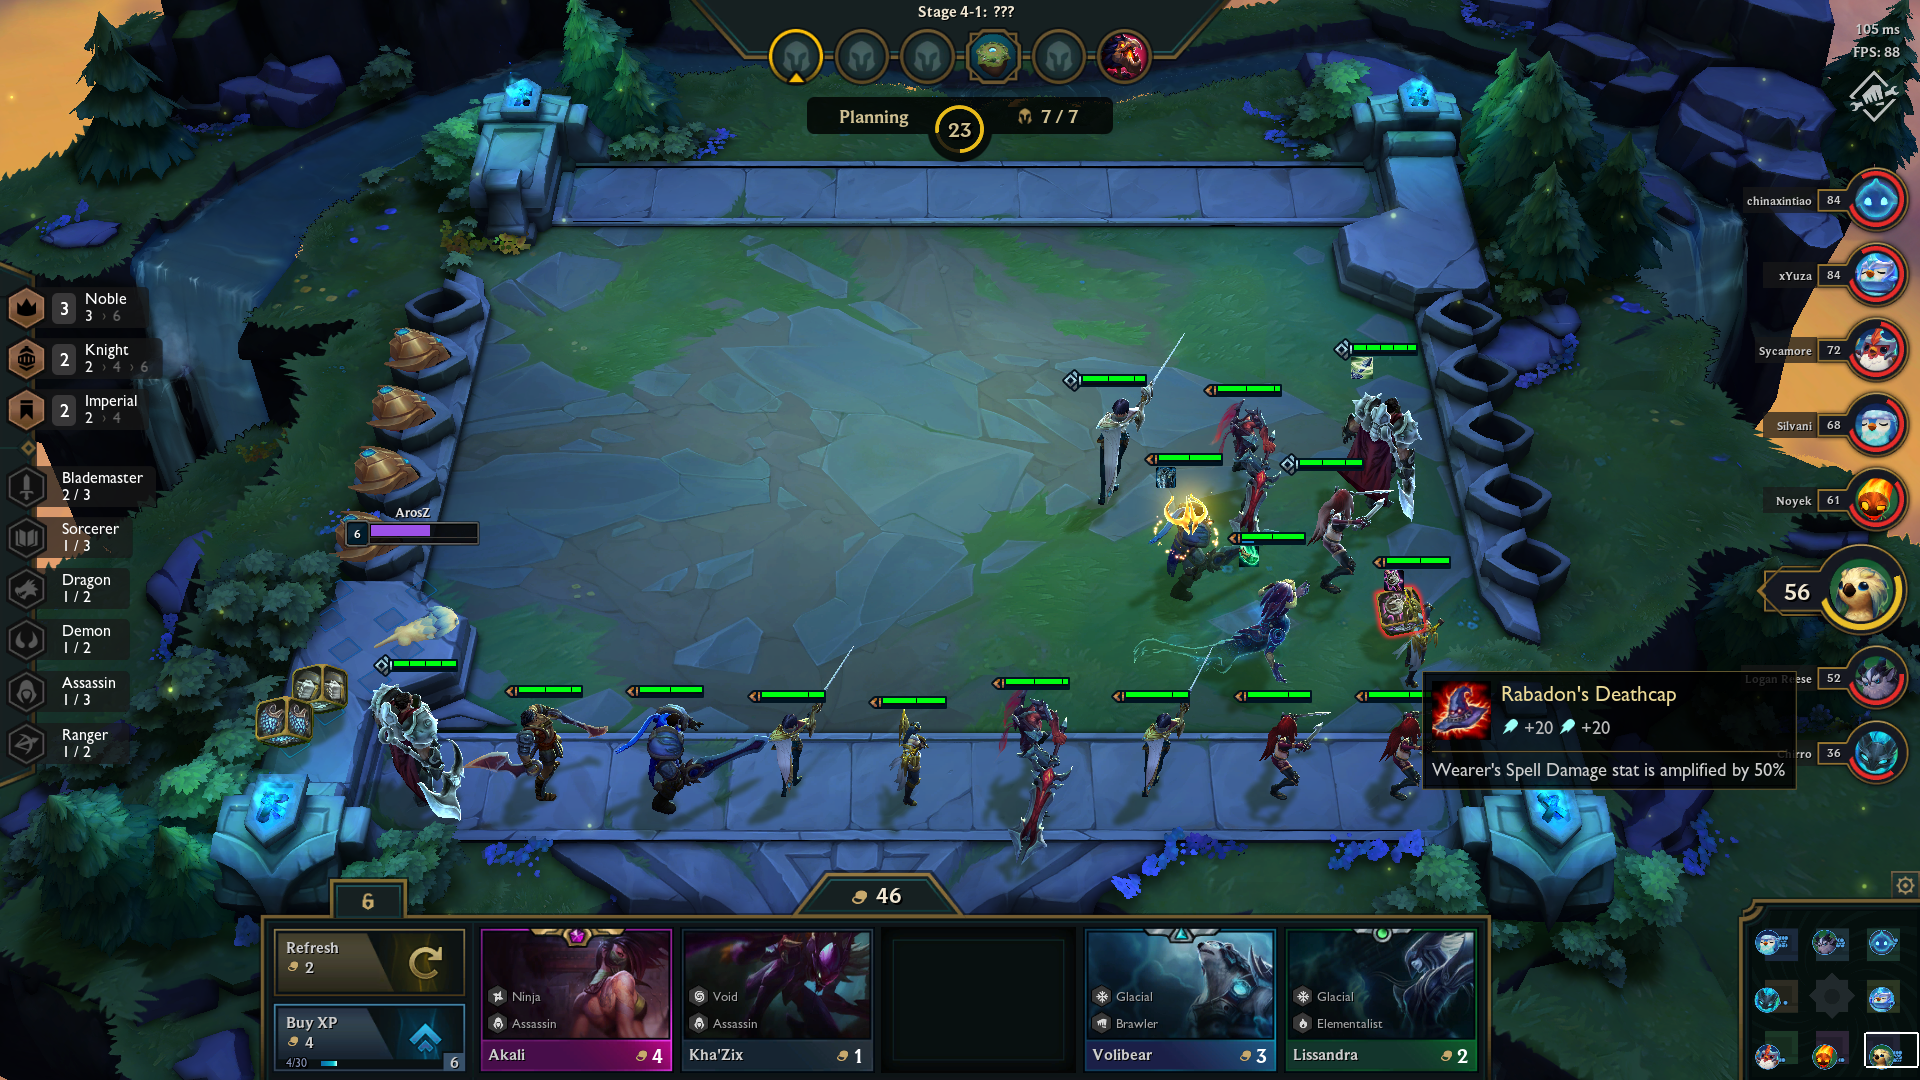 Stage 4-1: ???
105 ms
FPS: 88
Planning
23
7 / 7
chinaxintiao 84
xYuza 84
Sycamore 72
Silvani 68
Noyek 61
56
52
36
3 Noble
3 › 6
2 Knight
2 › 4 › 6
2 Imperial
2 › 4
Blademaster
2 / 3
Sorcerer
1 / 3
Dragon
1 / 2
Demon
1 / 2
Assassin
1 / 3
Ranger
1 / 2
ArosZ
6
Rabadon's Deathcap
+20 +20
Wearer's Spell Damage stat is amplified by 50%
6
46
Refresh
2
Buy XP
4
4/30
6
Ninja
Assassin
Akali 4
Void
Assassin
Kha'Zix 1
Glacial
Brawler
Volibear 3
Glacial
Elementalist
Lissandra 2